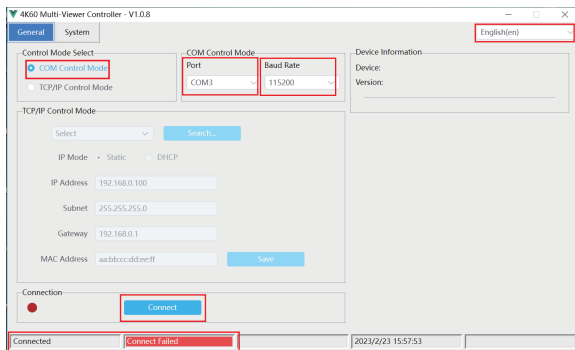 4K60 Multi-Viewer Controller - V1.0.8
General System English(en)
Control Mode Select
COM Control Mode
TCP/IP Control Mode
COM Control Mode
Port Baud Rate
COM3 115200
Device Information
Device:
Version:
TCP/IP Control Mode
Select Search...
IP Mode Static DHCP
IP Address 192.168.0.100
Subnet 255.255.255.0
Gateway 192.168.0.1
MAC Address aa:bb:cc:dd:ee:ff Save
Connection
Connect
Connected Connect Failed 2023/2/23 15:57:53